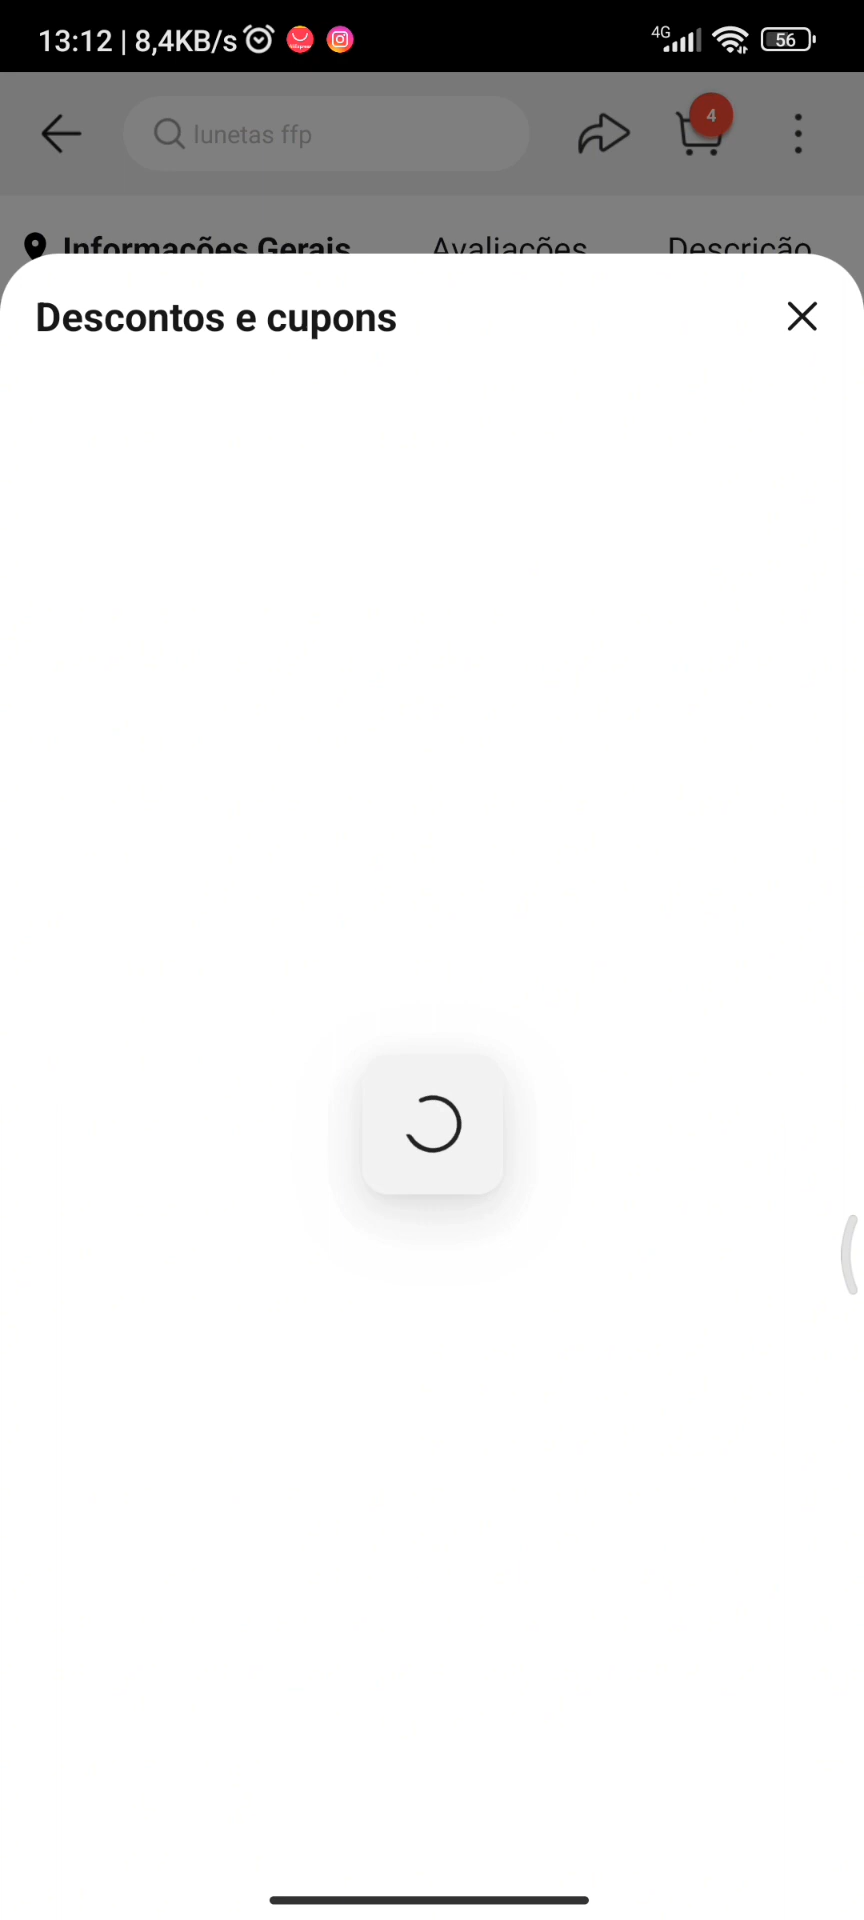 13:12 | 8,4KB/s
4G
56
lunetas ffp
4
Informações Gerais
Avaliações
Descrição
Descontos e cupons